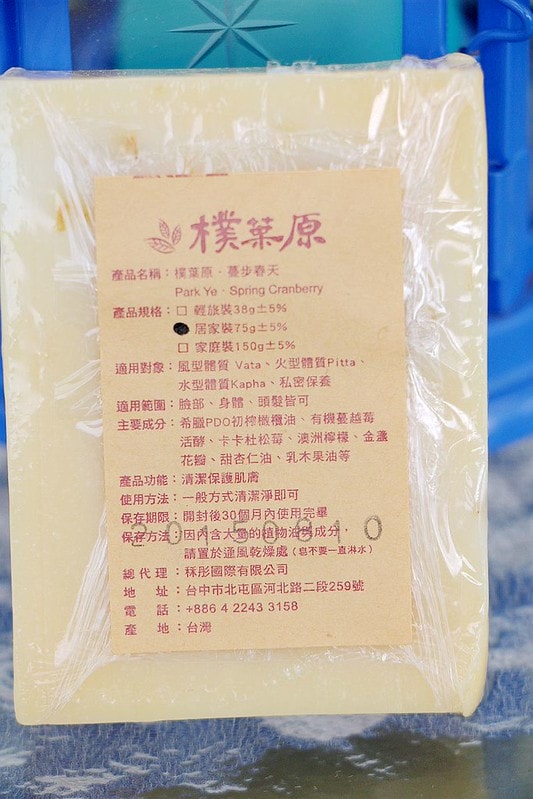 樸葉原
產品名稱：樸葉原．蔓步春天
Park Ye．Spring Cranberry
產品規格：□ 輕旅裝38g±5%
● 居家裝75g±5%
□ 家庭裝150g±5%
適用對象：風型體質 Vata、火型體質Pitta、
水型體質Kapha、私密保養
適用範圍：臉部、身體、頭髮皆可
主要成分：希臘PDO初榨橄欖油、有機蔓越莓
活酵、卡卡杜松莓、澳洲檸檬、金盞
花瓣、甜杏仁油、乳木果油等
產品功能：清潔保護肌膚
使用方法：一般方式清潔淨即可
保存期限：開封後30個月內使用完畢
20150810
保存方法：因內含大量的植物油與成分，
請置於通風乾燥處（皂不要一直淋水）
總代理：秝彤國際有限公司
地 址：台中市北屯區河北路二段259號
電 話：+886 4 2243 3158
產 地：台灣